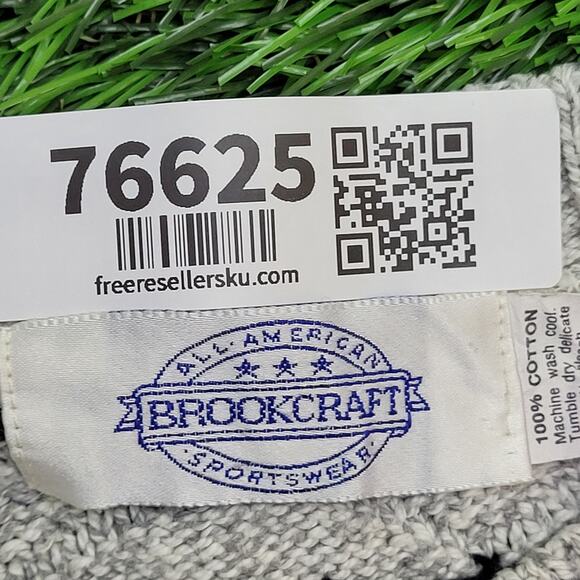 76625
freeresellersku.com
ALL-AMERICAN
BROOKCRAFT
·SPORTSWEAR·
100% COTTON
Machine wash cool.
Tumble dry delicate